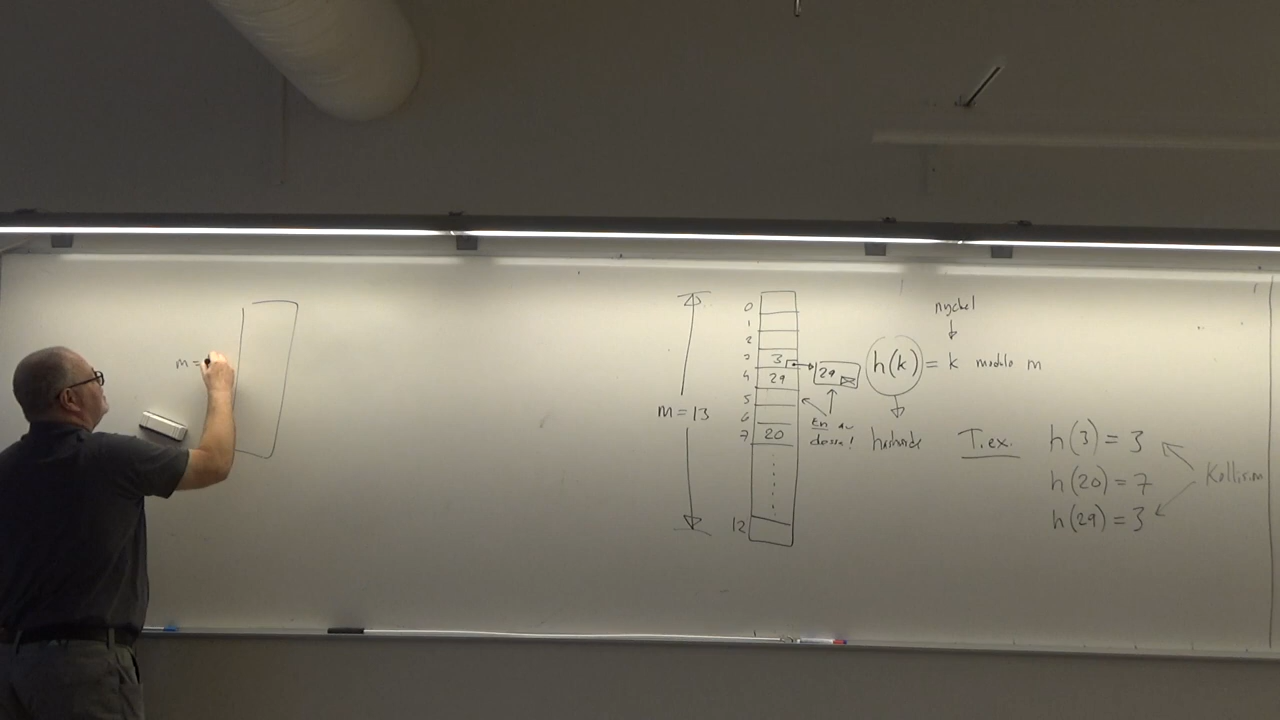 m =
m = 13
0
1
2
3 3
4 29
5
6
7 20
12
29
En av
dessa!
nyckel
h(k) = k modulo m
hashvärde
T.ex.
h(3) = 3
h(20) = 7
h(29) = 3
Kollision